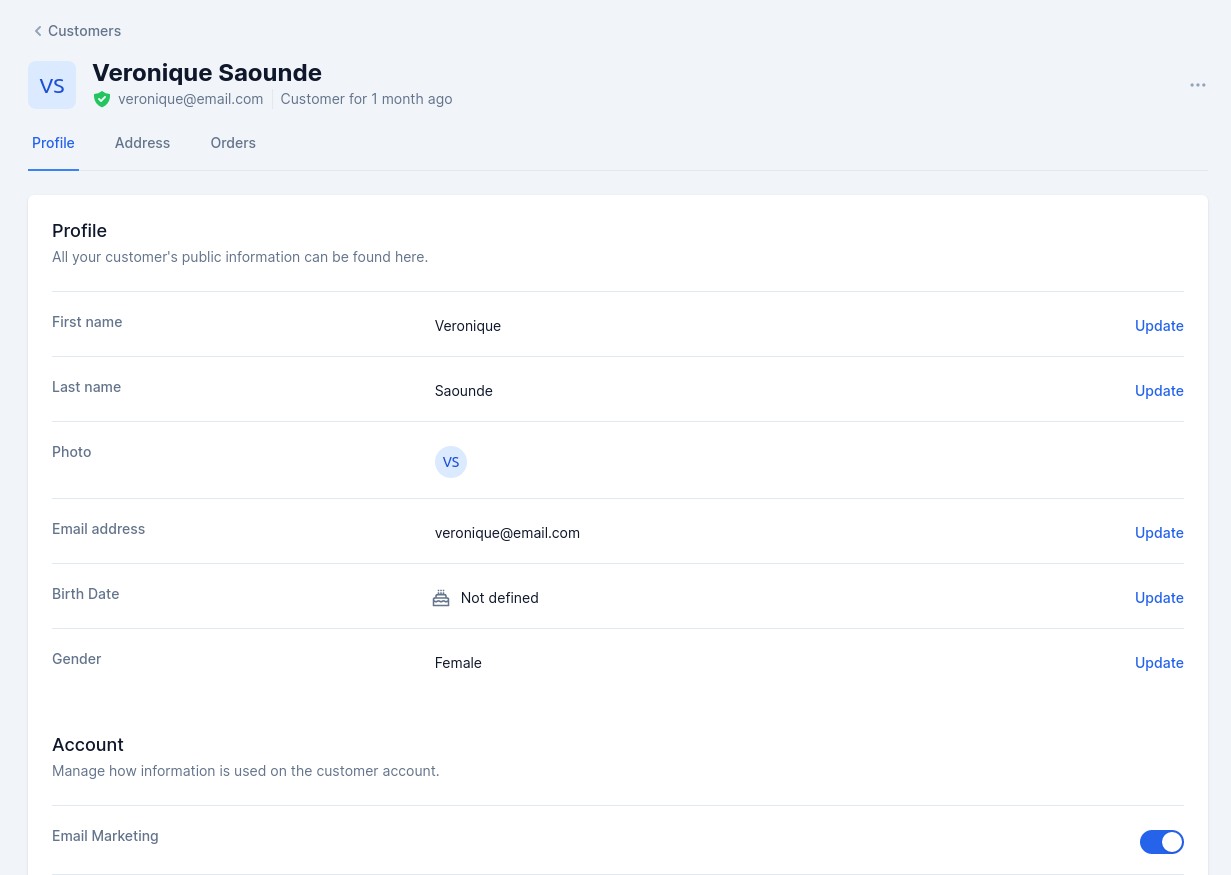 Customers
VS
Veronique Saounde
veronique@email.com Customer for 1 month ago
Profile Address Orders
Profile
All your customer's public information can be found here.
First name Veronique Update
Last name Saounde Update
Photo VS
Email address veronique@email.com Update
Birth Date Not defined Update
Gender Female Update
Account
Manage how information is used on the customer account.
Email Marketing